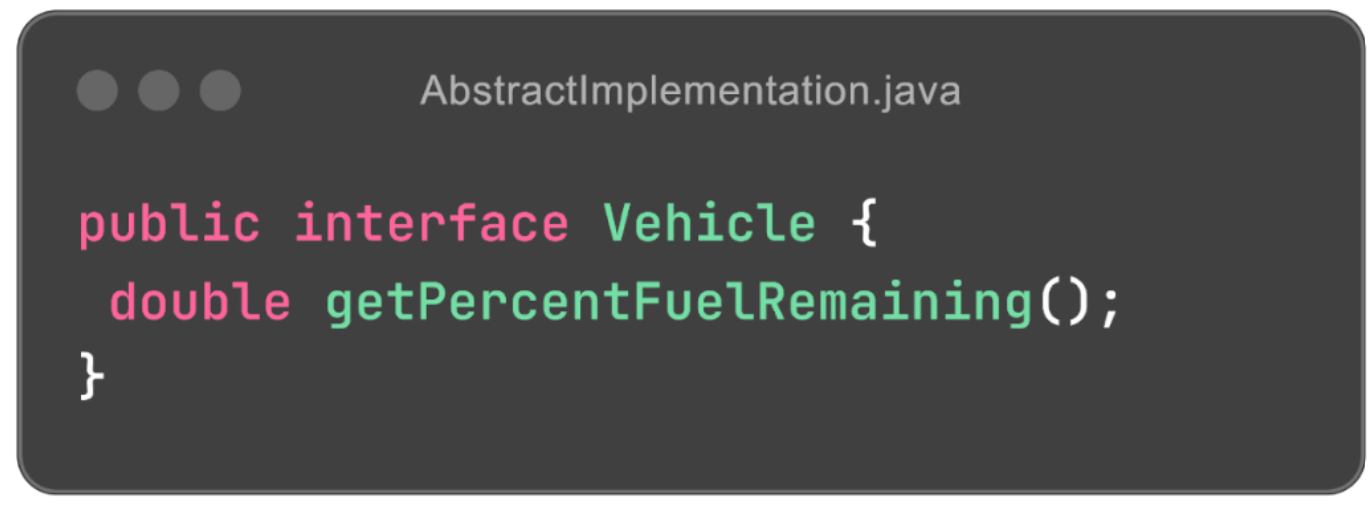 AbstractImplementation.java
public interface Vehicle {
 double getPercentFuelRemaining();
}